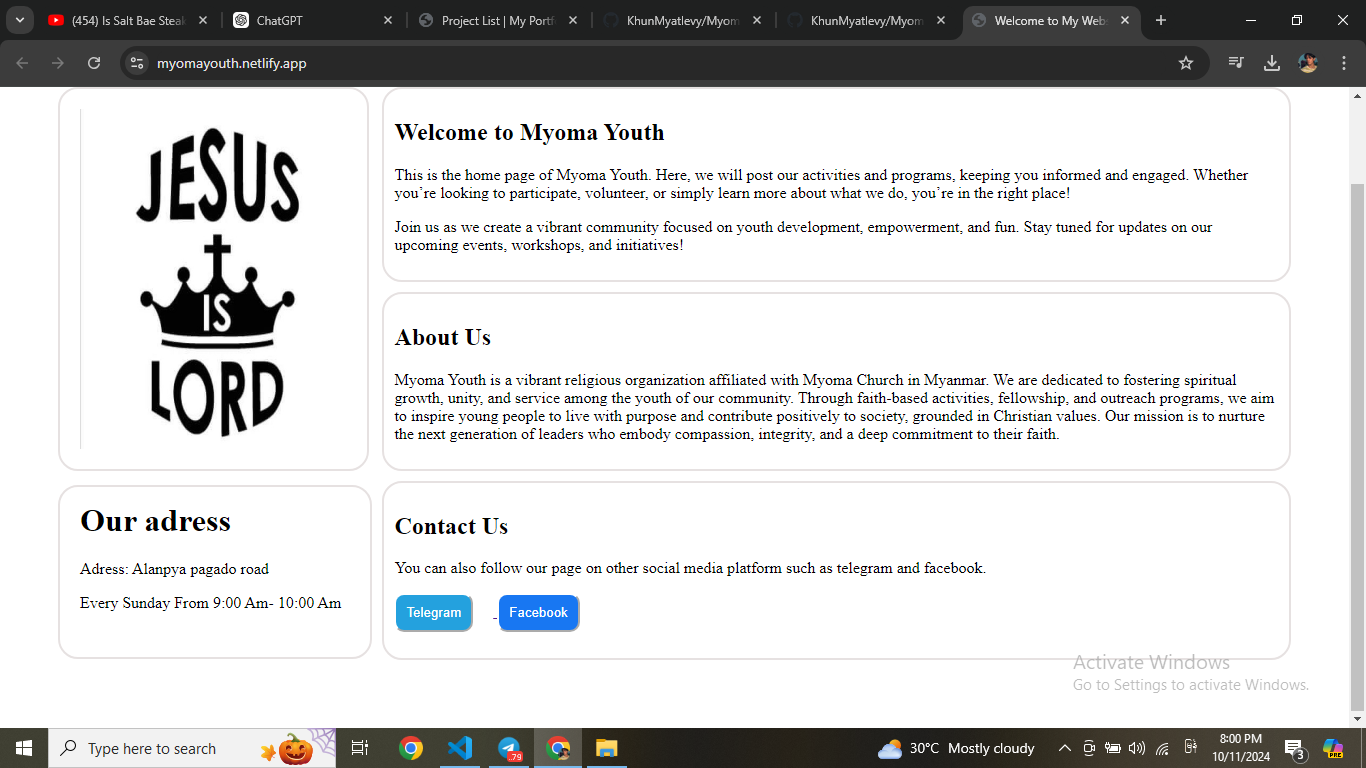 (454) Is Salt Bae Steak
ChatGPT
Project List | My Portf
KhunMyatlevy/Myom
KhunMyatlevy/Myom
Welcome to My Webs
myomayouth.netlify.app
JESUS
IS
LORD
Welcome to Myoma Youth
This is the home page of Myoma Youth. Here, we will post our activities and programs, keeping you informed and engaged. Whether
you’re looking to participate, volunteer, or simply learn more about what we do, you’re in the right place!
Join us as we create a vibrant community focused on youth development, empowerment, and fun. Stay tuned for updates on our
upcoming events, workshops, and initiatives!
About Us
Myoma Youth is a vibrant religious organization affiliated with Myoma Church in Myanmar. We are dedicated to fostering spiritual
growth, unity, and service among the youth of our community. Through faith-based activities, fellowship, and outreach programs, we aim
to inspire young people to live with purpose and contribute positively to society, grounded in Christian values. Our mission is to nurture
the next generation of leaders who embody compassion, integrity, and a deep commitment to their faith.
Our adress
Adress: Alanpya pagado road
Every Sunday From 9:00 Am- 10:00 Am
Contact Us
You can also follow our page on other social media platform such as telegram and facebook.
Telegram
Facebook
Activate Windows
Go to Settings to activate Windows.
Type here to search
79
30°C Mostly cloudy
8:00 PM
10/11/2024
3
PRE